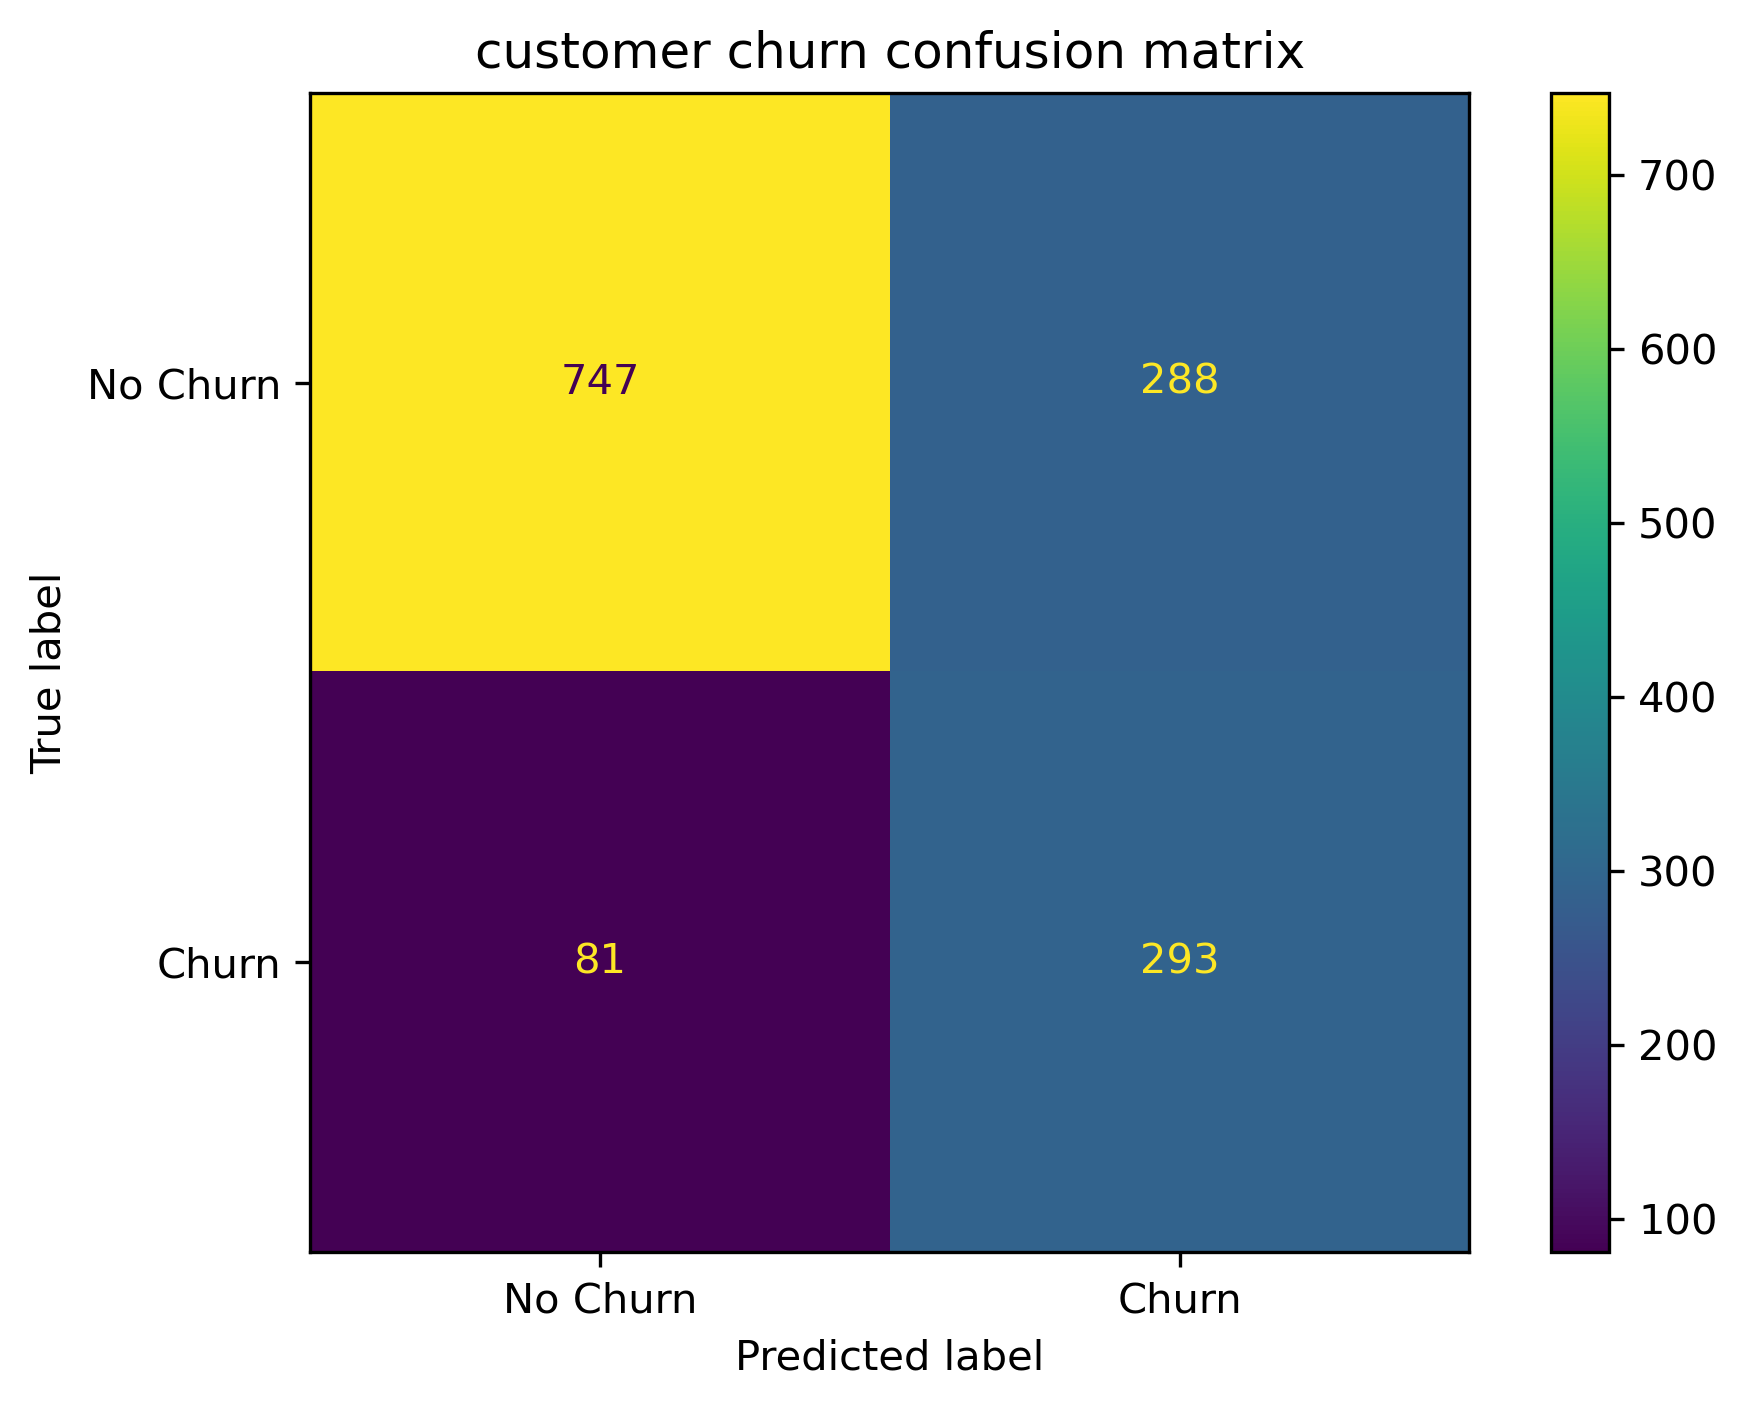 customer churn confusion matrix
No Churn
Churn
True label
747
288
81
293
No Churn
Churn
Predicted label
700
600
500
400
300
200
100